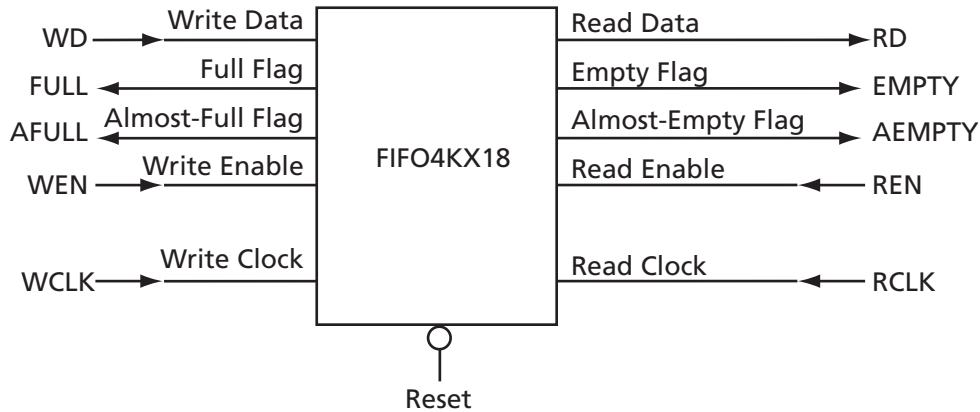 WD Write Data Read Data RD
FULL Full Flag Empty Flag EMPTY
AFULL Almost-Full Flag Almost-Empty Flag AEMPTY
FIFO4KX18
WEN Write Enable Read Enable REN
WCLK Write Clock Read Clock RCLK
Reset